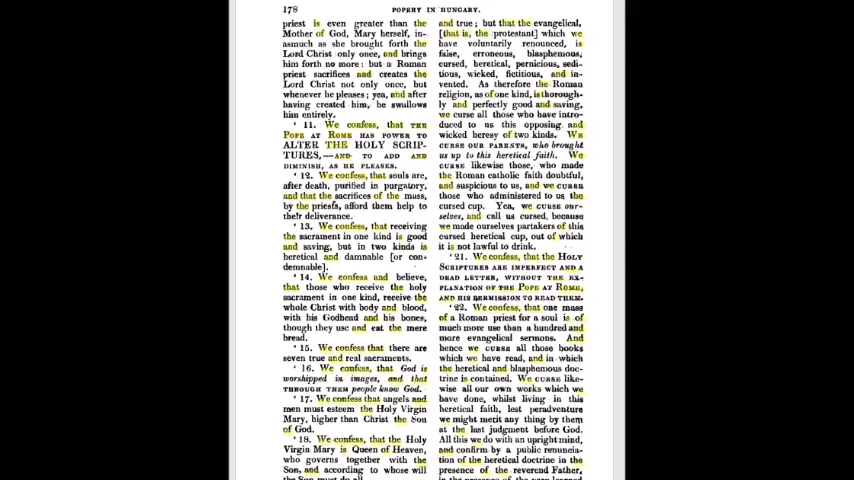 178
POPERY IN HUNGARY.
priest is even greater than the
Mother of God, Mary herself, in-
asmuch as she brought forth the
Lord Christ only once, and brings
him forth no more: but a Roman
priest sacrifices and creates the
Lord Christ not only once, but
whenever he pleases; yea, and after
having created him, he swallows
him entirely.
' 11. We confess, that THE
POPE AT ROME HAS POWER TO
ALTER THE HOLY SCRIP-
TURES,—AND TO ADD AND
DIMINISH, AS HE PLEASES.
' 12. We confess, that souls are,
after death, purified in purgatory,
and that the sacrifices of the mass,
by the priests, afford them help to
their deliverance.
' 13. We confess, that receiving
the sacrament in one kind is good
and saving, but in two kinds is
heretical and damnable [or con-
demnable].
' 14. We confess and believe,
that those who receive the holy
sacrament in one kind, receive the
whole Christ with body and blood,
with his Godhead and his bones,
though they use and eat the mere
bread.
' 15. We confess that there are
seven true and real sacraments.
' 16. We confess, that God is
worshipped in images, and that
THROUGH THEM people know God.
' 17. We confess that angels and
men must esteem the Holy Virgin
Mary, higher than Christ the Son
of God.
' 18. We confess, that the Holy
Virgin Mary is Queen of Heaven,
who governs together with the
Son, and according to whose will
the Son must do all.
and true; but that the evangelical,
[that is, the protestant] which we
have voluntarily renounced, is
false, erroneous, blasphemous,
cursed, heretical, pernicious, sedi-
tious, wicked, fictitious, and in-
vented. As therefore the Roman
religion, as of one kind, is thorough-
ly and perfectly good and saving,
we curse all those who have intro-
duced to us this opposing and
wicked heresy of two kinds. WE
CURSE OUR PARENTS, who brought
us up to this heretical faith. WE
CURSE likewise those, who made
the Roman catholic faith doubtful,
and suspicious to us, and WE CURSE
those who administered to us the
cursed cup. Yea, WE CURSE our-
selves, and call us cursed, because
we made ourselves partakers of this
cursed heretical cup, out of which
it is not lawful to drink.
' 21. We confess, that the HOLY
SCRIPTURES ARE IMPERFECT AND A
DEAD LETTER, WITHOUT THE EX-
PLANATION OF THE POPE AT ROME,
AND HIS PERMISSION TO READ THEM.
' 22. We confess, that one mass
of a Roman priest for a soul is of
much more use than a hundred and
more evangelical sermons. And
hence WE CURSE all those books
which we have read, and in which
the heretical and blasphemous doc-
trine is contained. WE CURSE like-
wise all our own works which we
have done, whilst living in this
heretical faith, lest peradventure
we might merit any thing by them
at the last judgment before God.
All this we do with an upright mind,
and confirm by a public renuncia-
tion of the heretical doctrine in the
presence of the reverend Father,
in the presence of the very learned